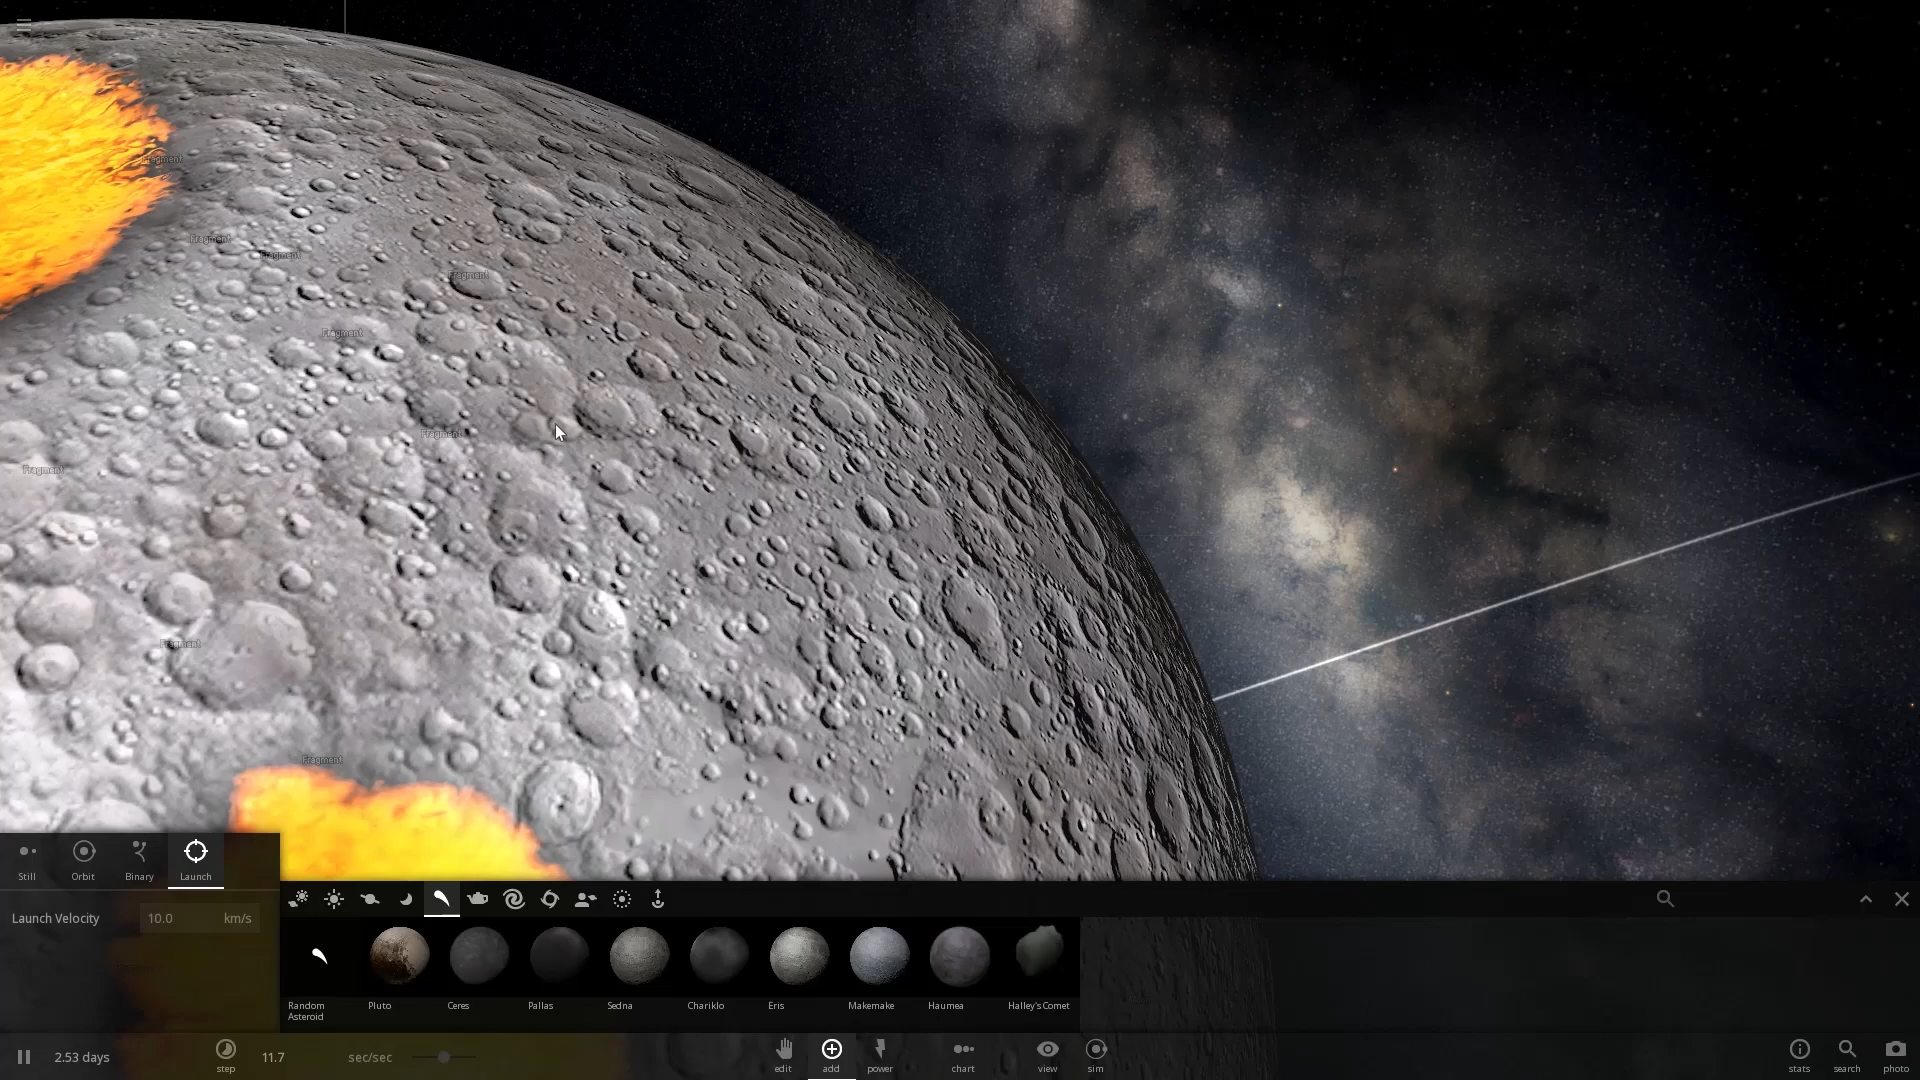 Fragment
Fragment
Fragment
Fragment
Fragment
Fragment
Fragment
Fragment
Fragment
Still
Orbit
Binary
Launch
Launch Velocity
10.0 km/s
Random
Asteroid
Pluto
Ceres
Pallas
Sedna
Chariklo
Eris
Makemake
Haumea
Halley's Comet
2.53 days
step
11.7 sec/sec
edit
add
power
chart
view
sim
stats
search
photo